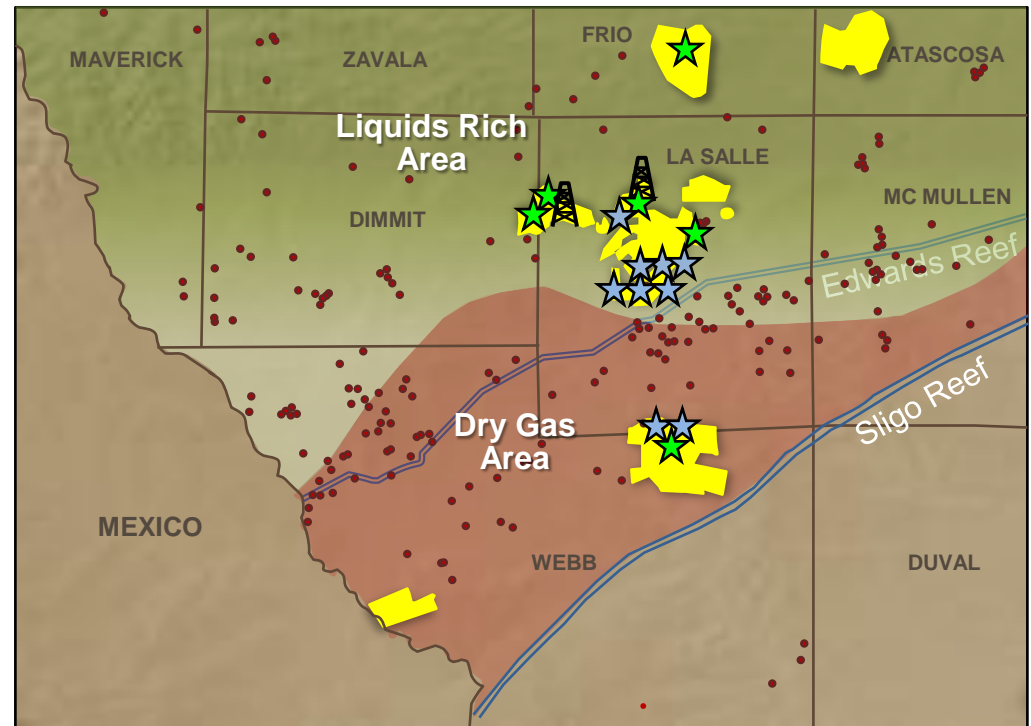 FRIO
MAVERICK
ZAVALA
ATASCOSA
Liquids Rich
Area
LA SALLE
DIMMIT
MC MULLEN
Edwards Reef
Sligo Reef
Dry Gas
Area
MEXICO
WEBB
DUVAL